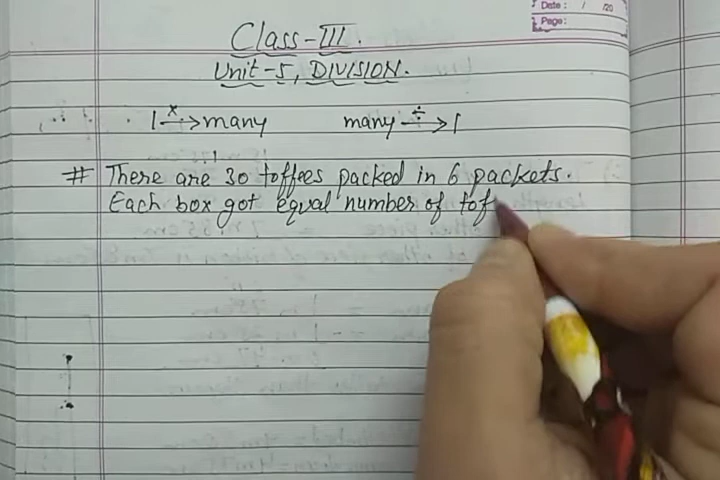 Date: / /20
Page:
Class-III.
Unit-5, DIVISION.
1 ×→ many many ÷→ 1
# There are 30 toffees packed in 6 packets.
Each box got equal number of tof